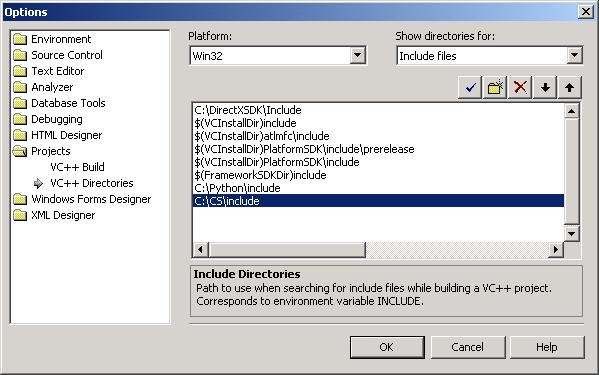 Options
Environment
Source Control
Text Editor
Analyzer
Database Tools
Debugging
HTML Designer
Projects
VC++ Build
VC++ Directories
Windows Forms Designer
XML Designer
Platform:
Win32
Show directories for:
Include files
C:\DirectXSDK\Include
$(VCInstallDir)include
$(VCInstallDir)atlmfc\include
$(VCInstallDir)PlatformSDK\include\prerelease
$(VCInstallDir)PlatformSDK\include
$(FrameworkSDKDir)include
C:\Python\include
C:\CS\include
Include Directories
Path to use when searching for include files while building a VC++ project.
Corresponds to environment variable INCLUDE.
OK
Cancel
Help